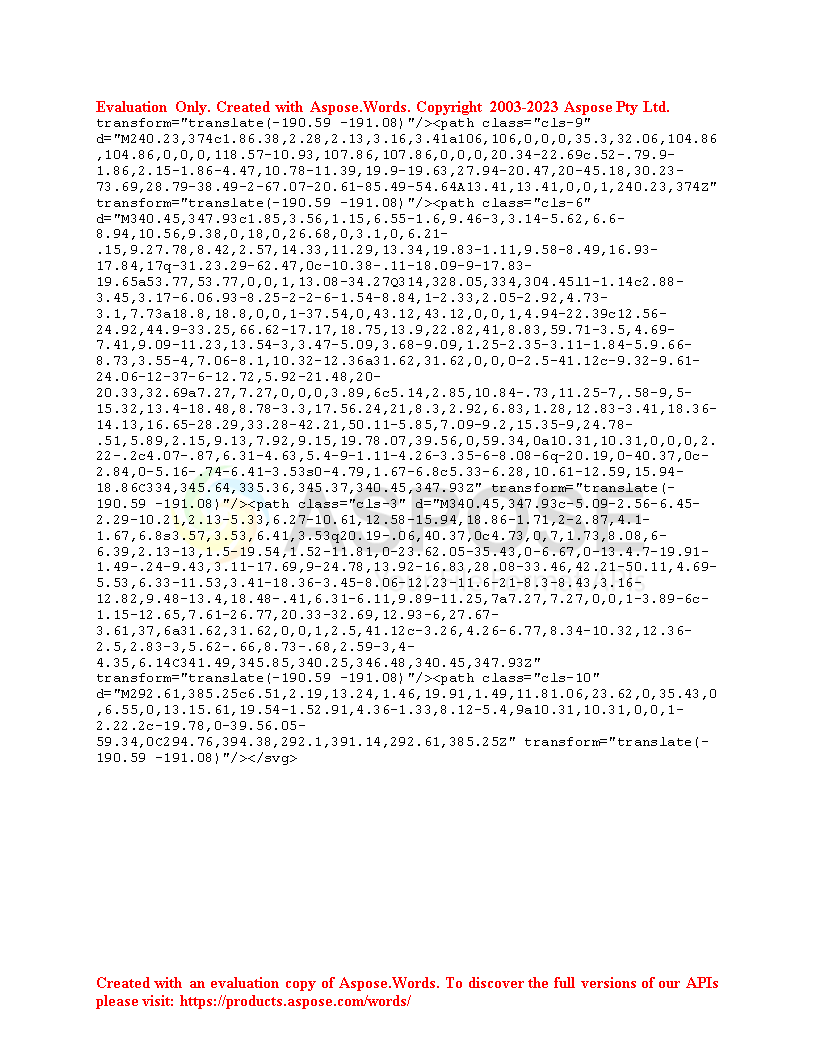 Evaluation Only. Created with Aspose.Words. Copyright 2003-2023 Aspose Pty Ltd.
transform="translate(-190.59 -191.08)"/><path class="cls-9"
d="M240.23,374c1.86.38,2.28,2.13,3.16,3.41a106,106,0,0,0,35.3,32.06,104.86
,104.86,0,0,0,118.57-10.93,107.86,107.86,0,0,0,20.34-22.69c.52-.79.9-
1.86,2.15-1.86-4.47,10.78-11.39,19.9-19.63,27.94-20.47,20-45.18,30.23-
73.69,28.79-38.49-2-67.07-20.61-85.49-54.64A13.41,13.41,0,0,1,240.23,374Z"
transform="translate(-190.59 -191.08)"/><path class="cls-6"
d="M340.45,347.93c1.85,3.56,1.15,6.55-1.6,9.46-3,3.14-5.62,6.6-
8.94,10.56,9.38,0,18,0,26.68,0,3.1,0,6.21-
.15,9.27.78,8.42,2.57,14.33,11.29,13.34,19.83-1.11,9.58-8.49,16.93-
17.84,17q-31.23.29-62.47,0c-10.38-.11-18.09-9-17.83-
19.65a53.77,53.77,0,0,1,13.08-34.27Q314,328.05,334,304.45l1-1.14c2.88-
3.45,3.17-6.06.93-8.25-2-2-6-1.54-8.84,1-2.33,2.05-2.92,4.73-
3.1,7.73a18.8,18.8,0,0,1-37.54,0,43.12,43.12,0,0,1,4.94-22.39c12.56-
24.92,44.9-33.25,66.62-17.17,18.75,13.9,22.82,41,8.83,59.71-3.5,4.69-
7.41,9.09-11.23,13.54-3,3.47-5.09,3.68-9.09,1.25-2.35-3.11-1.84-5.9.66-
8.73,3.55-4,7.06-8.1,10.32-12.36a31.62,31.62,0,0,0-2.5-41.12c-9.32-9.61-
24.06-12-37-6-12.72,5.92-21.48,20-
20.33,32.69a7.27,7.27,0,0,0,3.89,6c5.14,2.85,10.84-.73,11.25-7,.58-9,5-
15.32,13.4-18.48,8.78-3.3,17.56.24,21,8.3,2.92,6.83,1.28,12.83-3.41,18.36-
14.13,16.65-28.29,33.28-42.21,50.11-5.85,7.09-9.2,15.35-9,24.78-
.51,5.89,2.15,9.13,7.92,9.15,19.78.07,39.56,0,59.34,0a10.31,10.31,0,0,0,2.
22-.2c4.07-.87,6.31-4.63,5.4-9-1.11-4.26-3.35-6-8.08-6q-20.19,0-40.37,0c-
2.84,0-5.16-.74-6.41-3.53s0-4.79,1.67-6.8c5.33-6.28,10.61-12.59,15.94-
18.86C334,345.64,335.36,345.37,340.45,347.93Z" transform="translate(-
190.59 -191.08)"/><path class="cls-3" d="M340.45,347.93c-5.09-2.56-6.45-
2.29-10.21,2.13-5.33,6.27-10.61,12.58-15.94,18.86-1.71,2-2.87,4.1-
1.67,6.8s3.57,3.53,6.41,3.53q20.19-.06,40.37,0c4.73,0,7,1.73,8.08,6-
6.39,2.13-13,1.5-19.54,1.52-11.81,0-23.62.05-35.43,0-6.67,0-13.4.7-19.91-
1.49-.24-9.43,3.11-17.69,9-24.78,13.92-16.83,28.08-33.46,42.21-50.11,4.69-
5.53,6.33-11.53,3.41-18.36-3.45-8.06-12.23-11.6-21-8.3-8.43,3.16-
12.82,9.48-13.4,18.48-.41,6.31-6.11,9.89-11.25,7a7.27,7.27,0,0,1-3.89-6c-
1.15-12.65,7.61-26.77,20.33-32.69,12.93-6,27.67-
3.61,37,6a31.62,31.62,0,0,1,2.5,41.12c-3.26,4.26-6.77,8.34-10.32,12.36-
2.5,2.83-3,5.62-.66,8.73-.68,2.59-3,4-
4.35,6.14C341.49,345.85,340.25,346.48,340.45,347.93Z"
transform="translate(-190.59 -191.08)"/><path class="cls-10"
d="M292.61,385.25c6.51,2.19,13.24,1.46,19.91,1.49,11.81.06,23.62,0,35.43,0
,6.55,0,13.15.61,19.54-1.52.91,4.36-1.33,8.12-5.4,9a10.31,10.31,0,0,1-
2.22.2c-19.78,0-39.56.05-
59.34,0C294.76,394.38,292.1,391.14,292.61,385.25Z" transform="translate(-
190.59 -191.08)"/></svg>
ASPOSE
Created with an evaluation copy of Aspose.Words. To discover the full versions of our APIs
please visit: https://products.aspose.com/words/